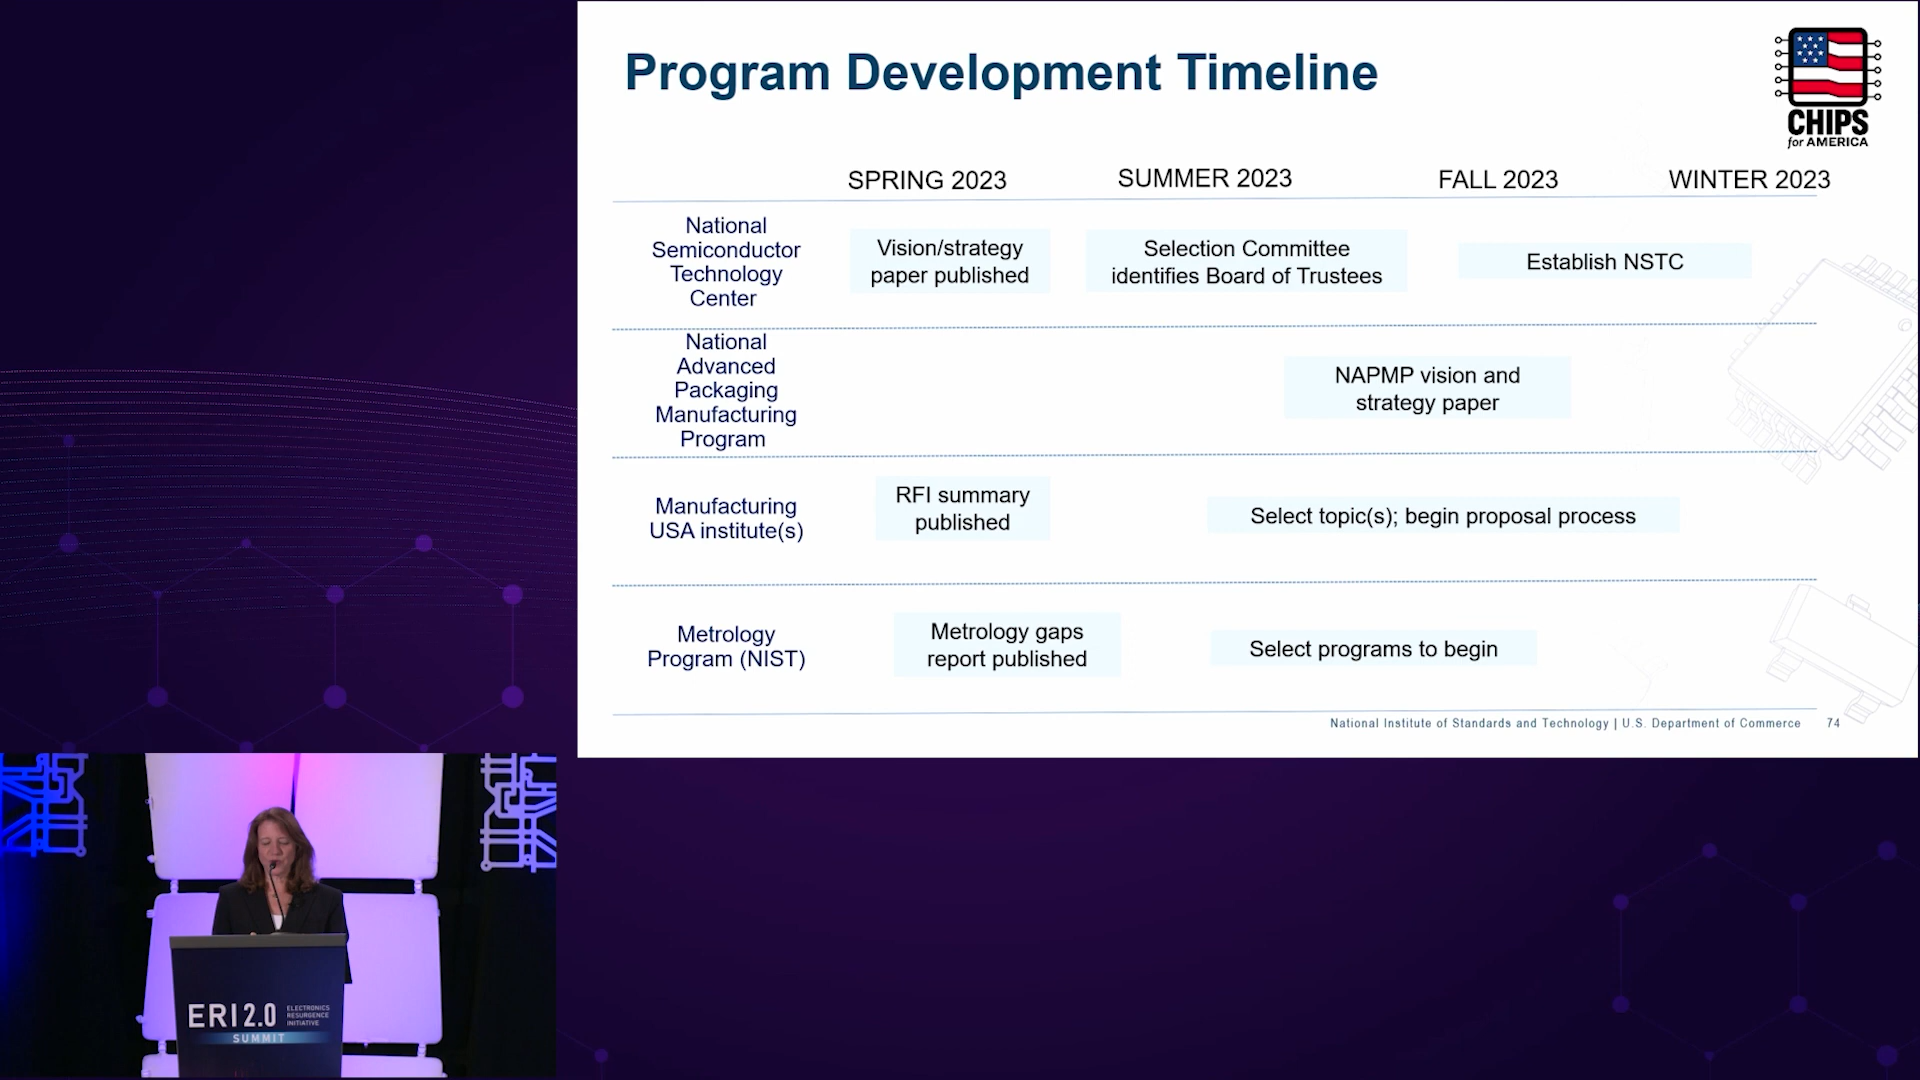 Program Development Timeline
CHIPS
for AMERICA
SPRING 2023
SUMMER 2023
FALL 2023
WINTER 2023
National
Semiconductor
Technology
Center
Vision/strategy
paper published
Selection Committee
identifies Board of Trustees
Establish NSTC
National
Advanced
Packaging
Manufacturing
Program
NAPMP vision and
strategy paper
Manufacturing
USA institute(s)
RFI summary
published
Select topic(s); begin proposal process
Metrology
Program (NIST)
Metrology gaps
report published
Select programs to begin
National Institute of Standards and Technology | U.S. Department of Commerce
74
ERI 2.0
ELECTRONICS
RESURGENCE
INITIATIVE
SUMMIT